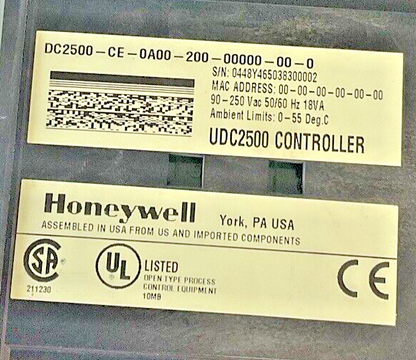 DC2500-CE-0A00-200-00000-00-0
S/N: 0448Y465038300002
MAC ADDRESS: 00-00-00-00-00-00
90-250 Vac 50/60 Hz 18VA
Ambient Limits: 0-55 Deg.C
UDC2500 CONTROLLER
Honeywell York, PA USA
ASSEMBLED IN USA FROM US AND IMPORTED COMPONENTS
SA
211230
UL
LISTED
OPEN TYPE PROCESS
CONTROL EQUIPMENT
10MB
CE